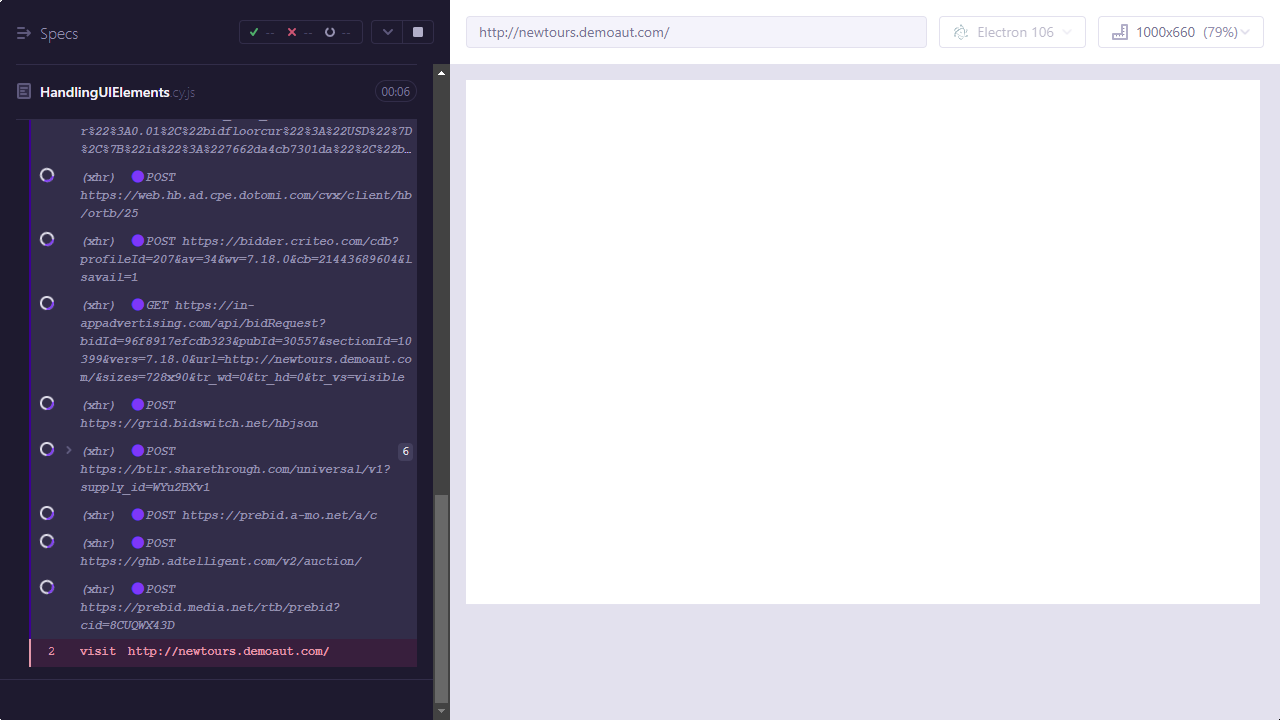 Specs
--
--
--
http://newtours.demoaut.com/
Electron 106
1000x660 (79%)
HandlingUIElements cy.js
00:06
r%22%3A0.01%2C%22bidfloorcur%22%3A%22USD%22%7D
%2C%7B%22id%22%3A%227662da4cb7301da%22%2C%22b…
(xhr) POST
https://web.hb.ad.cpe.dotomi.com/cvx/client/hb
/ortb/25
(xhr) POST https://bidder.criteo.com/cdb?
profileId=207&av=34&wv=7.18.0&cb=21443689604&l
savail=1
(xhr) GET https://in-
appadvertising.com/api/bidRequest?
bidId=96f8917efcdb323&pubId=30557&sectionId=10
399&vers=7.18.0&url=http://newtours.demoaut.co
m/&sizes=728x90&tr_wd=0&tr_hd=0&tr_vs=visible
(xhr) POST
https://grid.bidswitch.net/hbjson
(xhr) POST 6
https://btlr.sharethrough.com/universal/v1?
supply_id=WYu2BXv1
(xhr) POST https://prebid.a-mo.net/a/c
(xhr) POST
https://ghb.adtelligent.com/v2/auction/
(xhr) POST
https://prebid.media.net/rtb/prebid?
cid=8CUQWX43D
2 visit http://newtours.demoaut.com/